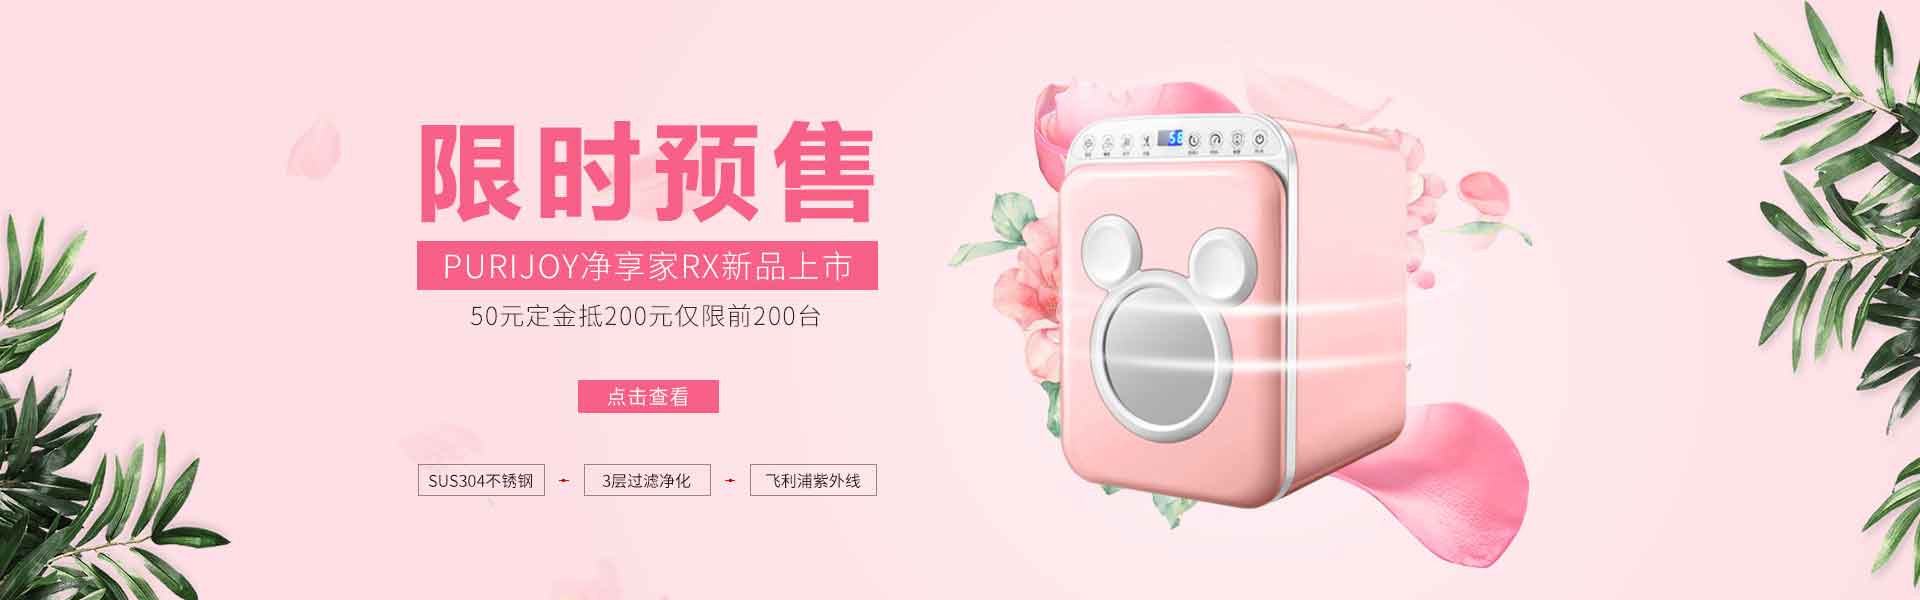 限时预售
PURIJOY净享家RX新品上市
50元定金抵200元仅限前200台
点击查看
SUS304不锈钢
3层过滤净化
飞利浦紫外线